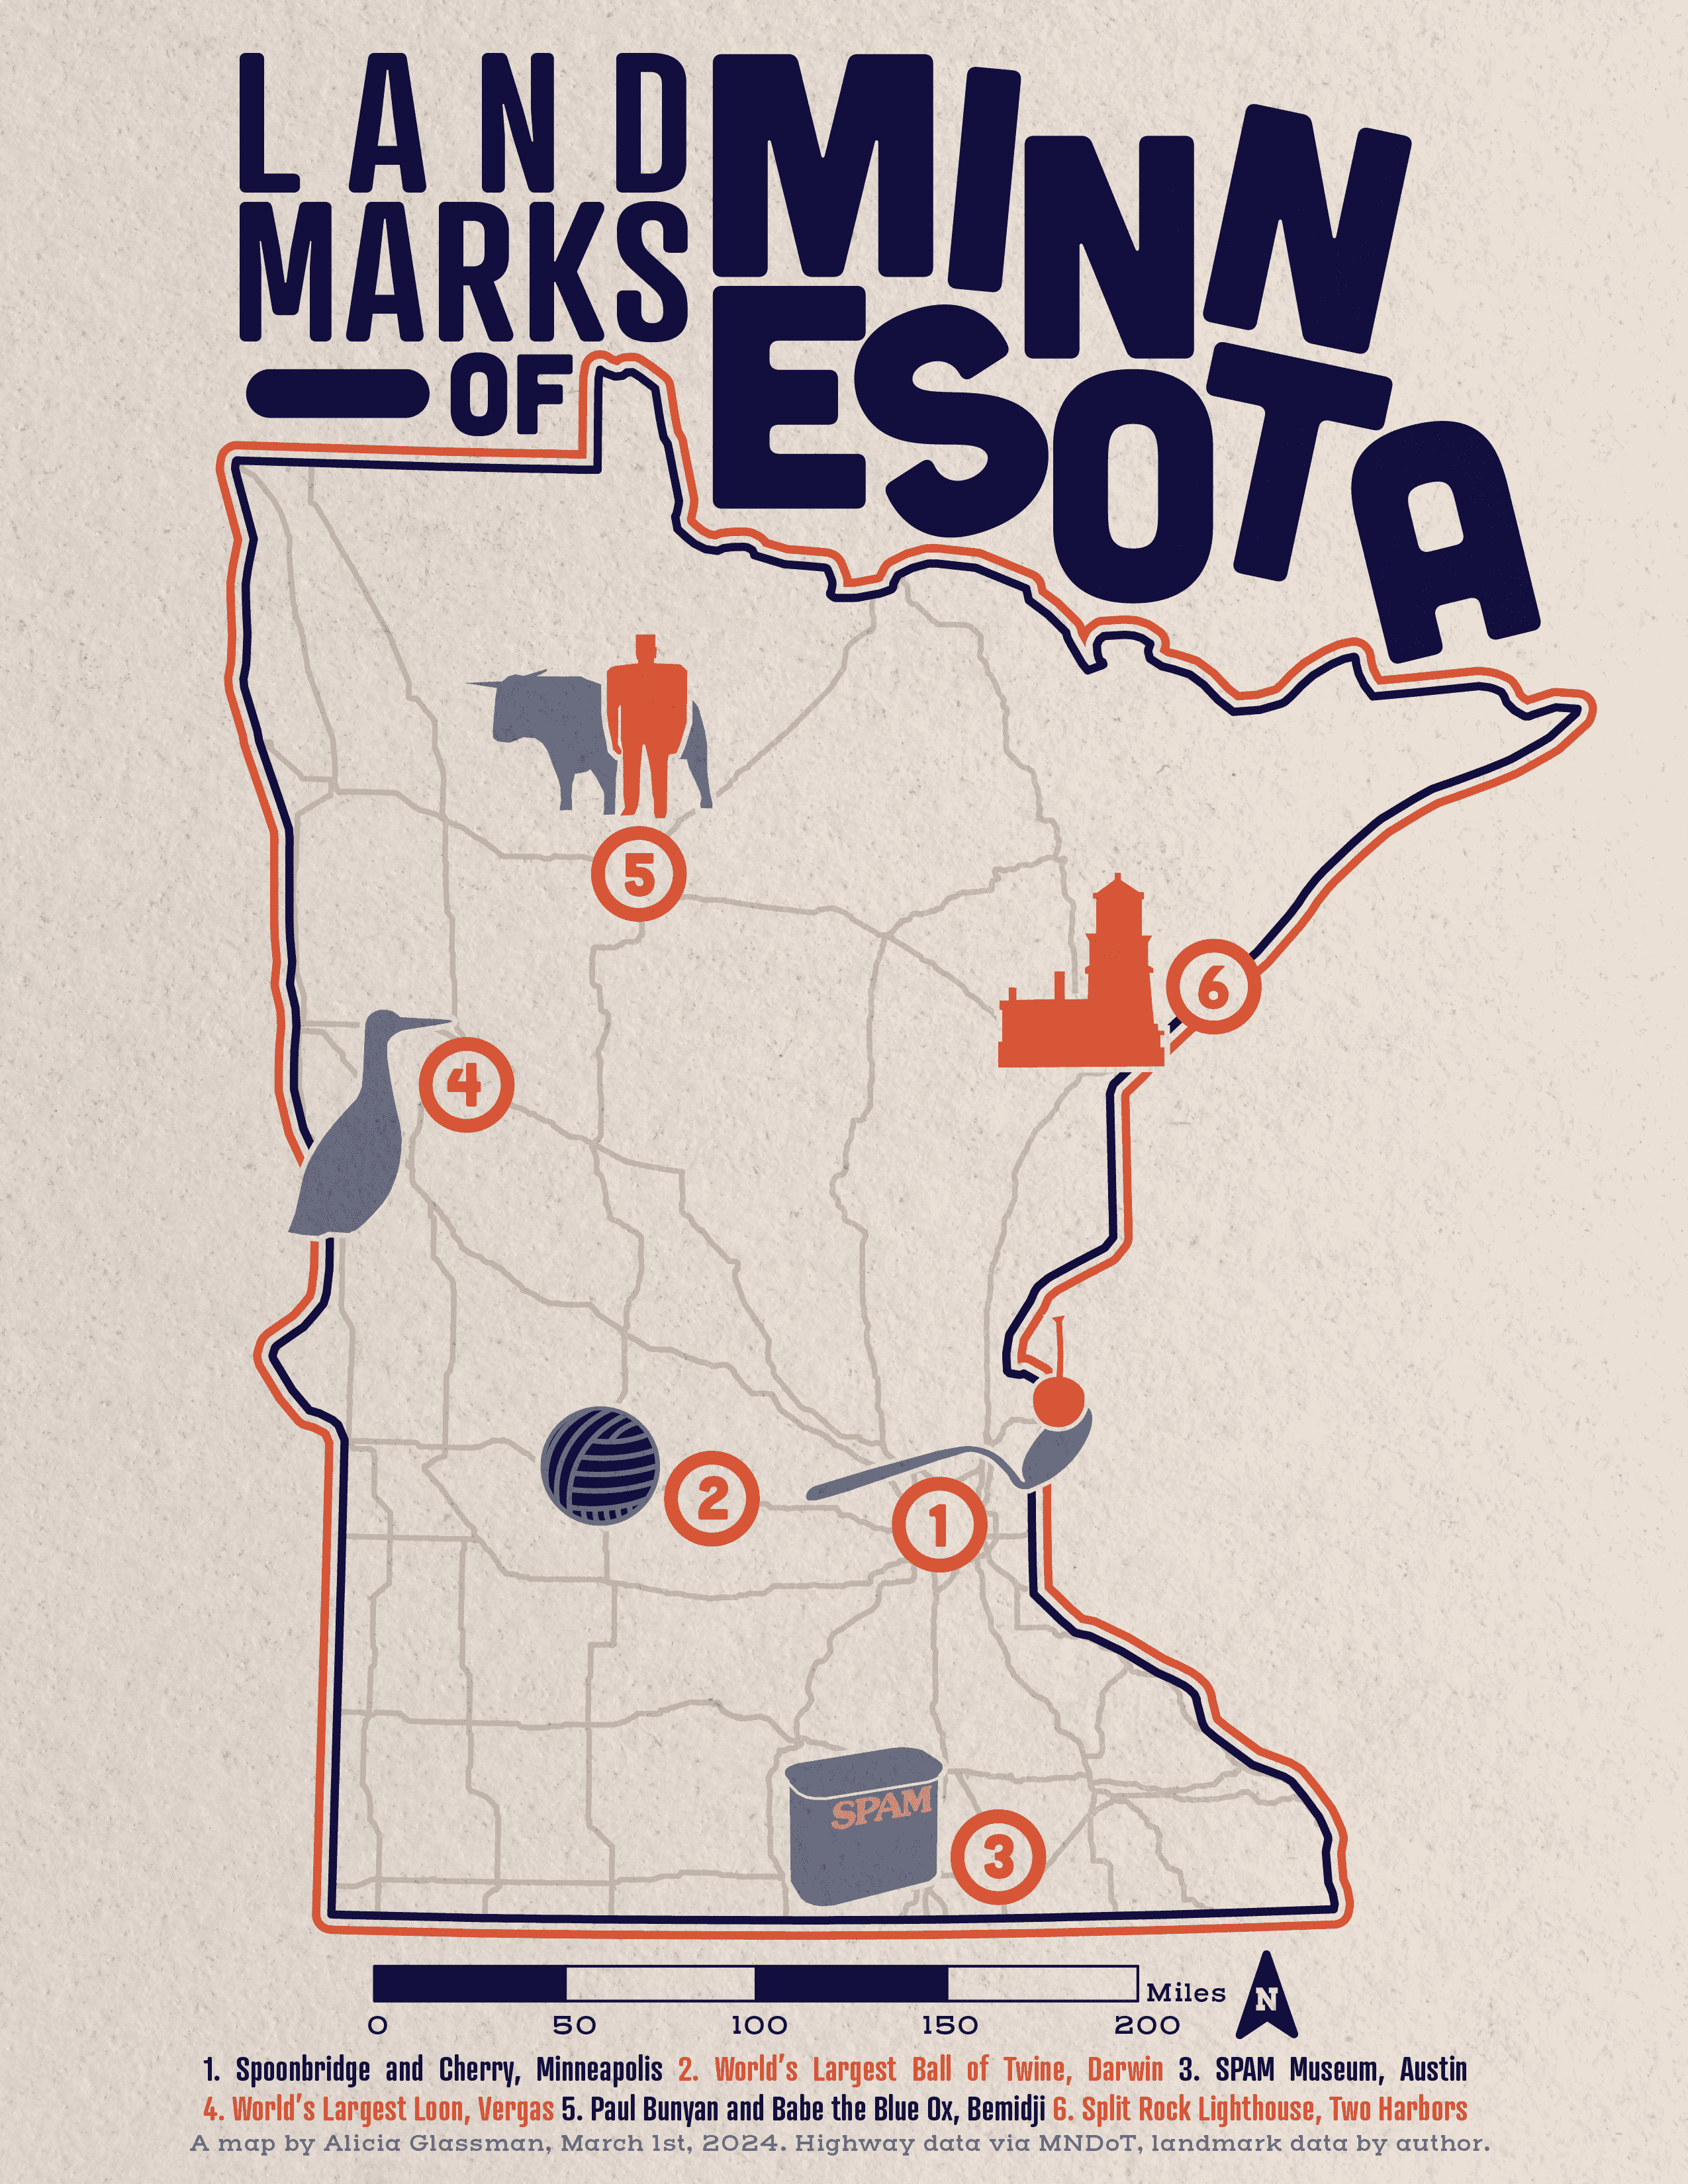 LAND
MARKS
OF
MINN
ESOTA
5
6
4
2
1
SPAM
3
Miles
N
0 50 100 150 200
1. Spoonbridge and Cherry, Minneapolis 2. World's Largest Ball of Twine, Darwin 3. SPAM Museum, Austin
4. World's Largest Loon, Vergas 5. Paul Bunyan and Babe the Blue Ox, Bemidji 6. Split Rock Lighthouse, Two Harbors
A map by Alicia Glassman, March 1st, 2024. Highway data via MNDoT, landmark data by author.